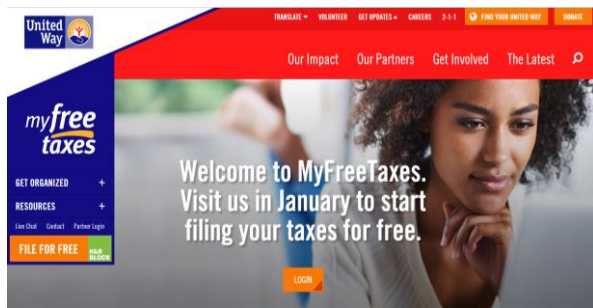 United
Way
TRANSLATE VOLUNTEER GET UPDATES CAREERS 2-1-1 FIND YOUR UNITED WAY DONATE
Our Impact Our Partners Get Involved The Latest
my free
taxes
GET ORGANIZED +
RESOURCES +
Live Chat Contact Partner Login
FILE FOR FREE
H&R
BLOCK
Welcome to MyFreeTaxes.
Visit us in January to start
filing your taxes for free.
LOGIN